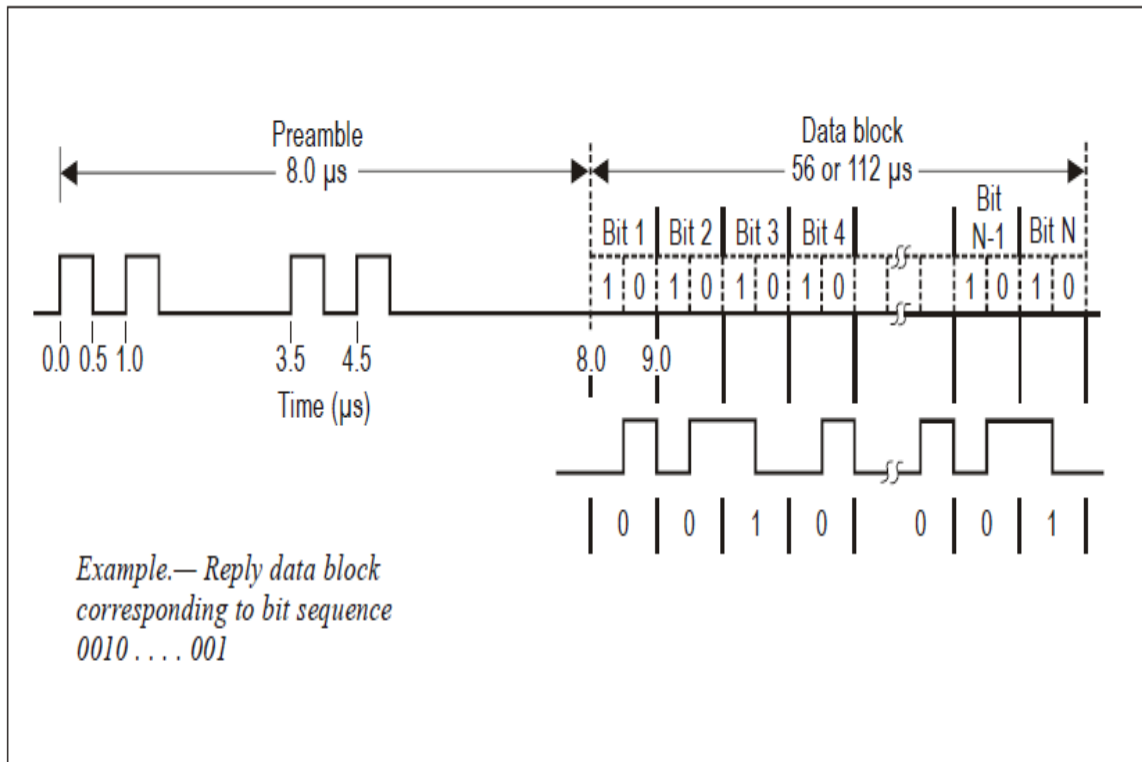 Preamble
8.0 µs
Data block
56 or 112 µs
Bit 1 Bit 2 Bit 3 Bit 4 Bit N-1 Bit N
1 0 1 0 1 0 1 0 1 0 1 0
0.0 0.5 1.0 3.5 4.5 8.0 9.0
Time (µs)
0 0 1 0 0 0 1
Example.— Reply data block
corresponding to bit sequence
0010 . . . . 001